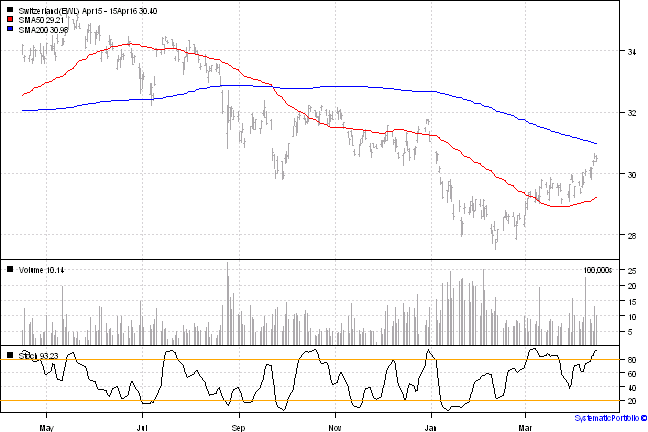 Switzerland(EWL) Apr15 - 15Apr16 30.40
SMA50 29.21
SMA200 30.98
34
32
30
28
Volume 10.14
100,000s
25
20
15
10
5
Stoch 93.23
80
60
40
20
May
Jul
Sep
Nov
Jan
Mar
SystematicPortfolio ©